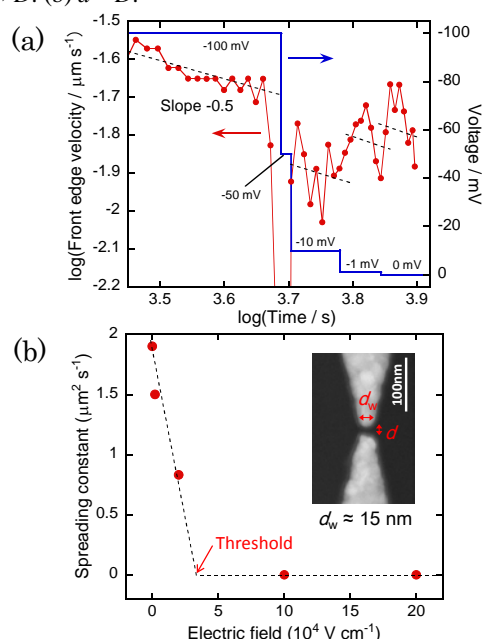 (a)
-1.5
-1.6
-1.7
-1.8
-1.9
-2
-2.1
-2.2
log(Front edge velocity / μm s⁻¹)
-100 mV
Slope -0.5
-50 mV
-10 mV
-1 mV
0 mV
-100
-80
-60
-40
-20
0
Voltage / mV
3.5 3.6 3.7 3.8 3.9
log(Time / s)
(b)
2
1.5
1
0.5
0
Spreading constant (μm² s⁻¹)
100nm
d_w
d
d_w ≈ 15 nm
Threshold
0 5 10 15 20
Electric field (10⁴ V cm⁻¹)